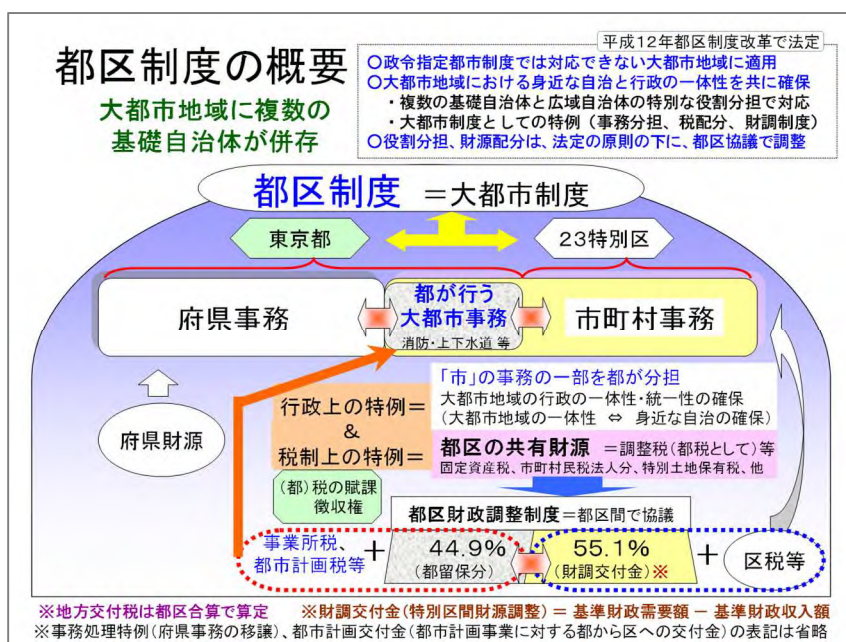 都区制度の概要
大都市地域に複数の
基礎自治体が併存
平成12年都区制度改革で法定
○政令指定都市制度では対応できない大都市地域に適用
○大都市地域における身近な自治と行政の一体性を共に確保
・複数の基礎自治体と広域自治体の特別な役割分担で対応
・大都市制度としての特例(事務分担、税配分、財調制度)
○役割分担、財源配分は、法定の原則の下に、都区協議で調整
都区制度 =大都市制度
東京都
23特別区
府県事務
都が行う
大都市事務
消防・上下水道 等
市町村事務
府県財源
行政上の特例=
&
税制上の特例=
「市」の事務の一部を都が分担
大都市地域の行政の一体性・統一性の確保
(大都市地域の一体性 ⇔ 身近な自治の確保)
都区の共有財源 =調整税(都税として)等
固定資産税、市町村民税法人分、特別土地保有税、他
(都)税の賦課
徴収権
都区財政調整制度=都区間で協議
事業所税、
都市計画税等
+
44.9%
(都留保分)
55.1%
(財調交付金)※
+
区税等
※地方交付税は都区合算で算定 ※財調交付金(特別区間財源調整) = 基準財政需要額 - 基準財政収入額
※事務処理特例(府県事務の移譲)、都市計画交付金(都市計画事業に対する都から区への交付金)の表記は省略